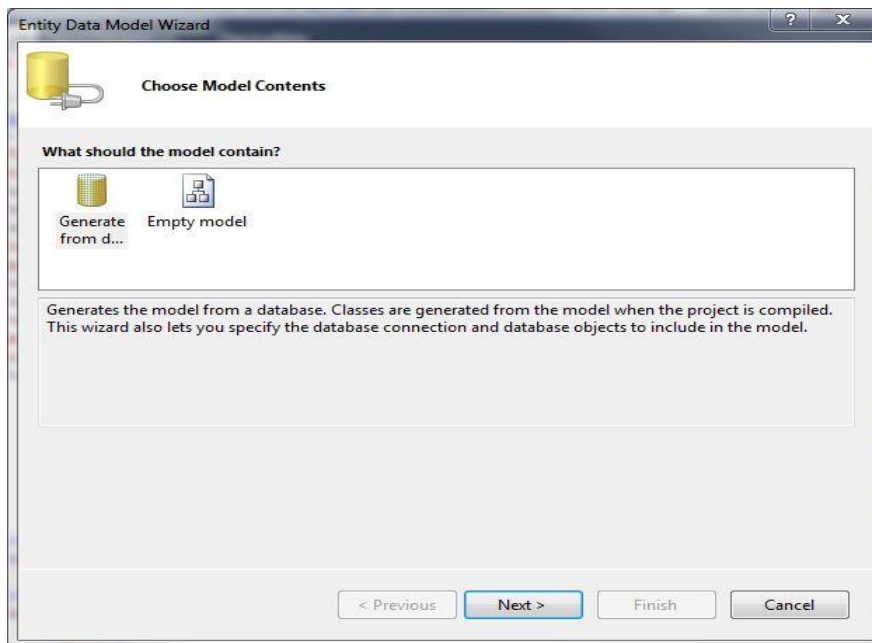 Entity Data Model Wizard
?
X
Choose Model Contents
What should the model contain?
Generate
from d...
Empty model
Generates the model from a database. Classes are generated from the model when the project is compiled.
This wizard also lets you specify the database connection and database objects to include in the model.
< Previous
Next >
Finish
Cancel